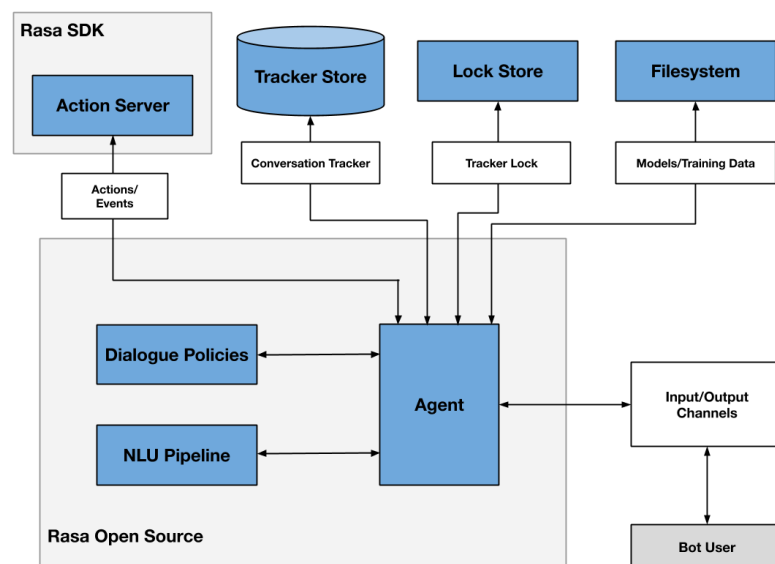 Rasa SDK
Action Server
Tracker Store
Lock Store
Filesystem
Actions/
Events
Conversation Tracker
Tracker Lock
Models/Training Data
Dialogue Policies
NLU Pipeline
Agent
Input/Output
Channels
Rasa Open Source
Bot User